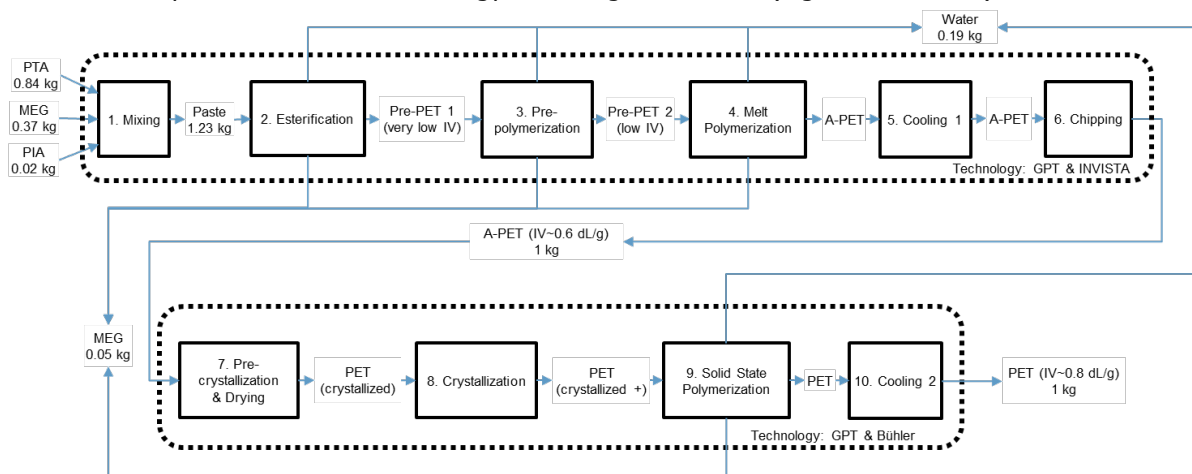 Water
0.19 kg
PTA
0.84 kg
MEG
0.37 kg
PIA
0.02 kg
1. Mixing
Paste
1.23 kg
2. Esterification
Pre-PET 1
(very low IV)
3. Pre-
polymerization
Pre-PET 2
(low IV)
4. Melt
Polymerization
A-PET
5. Cooling 1
A-PET
6. Chipping
Technology: GPT & INVISTA
A-PET (IV~0.6 dL/g)
1 kg
MEG
0.05 kg
7. Pre-
crystallization
& Drying
PET
(crystallized)
8. Crystallization
PET
(crystallized +)
9. Solid State
Polymerization
PET
10. Cooling 2
PET (IV~0.8 dL/g)
1 kg
Technology: GPT & Bühler